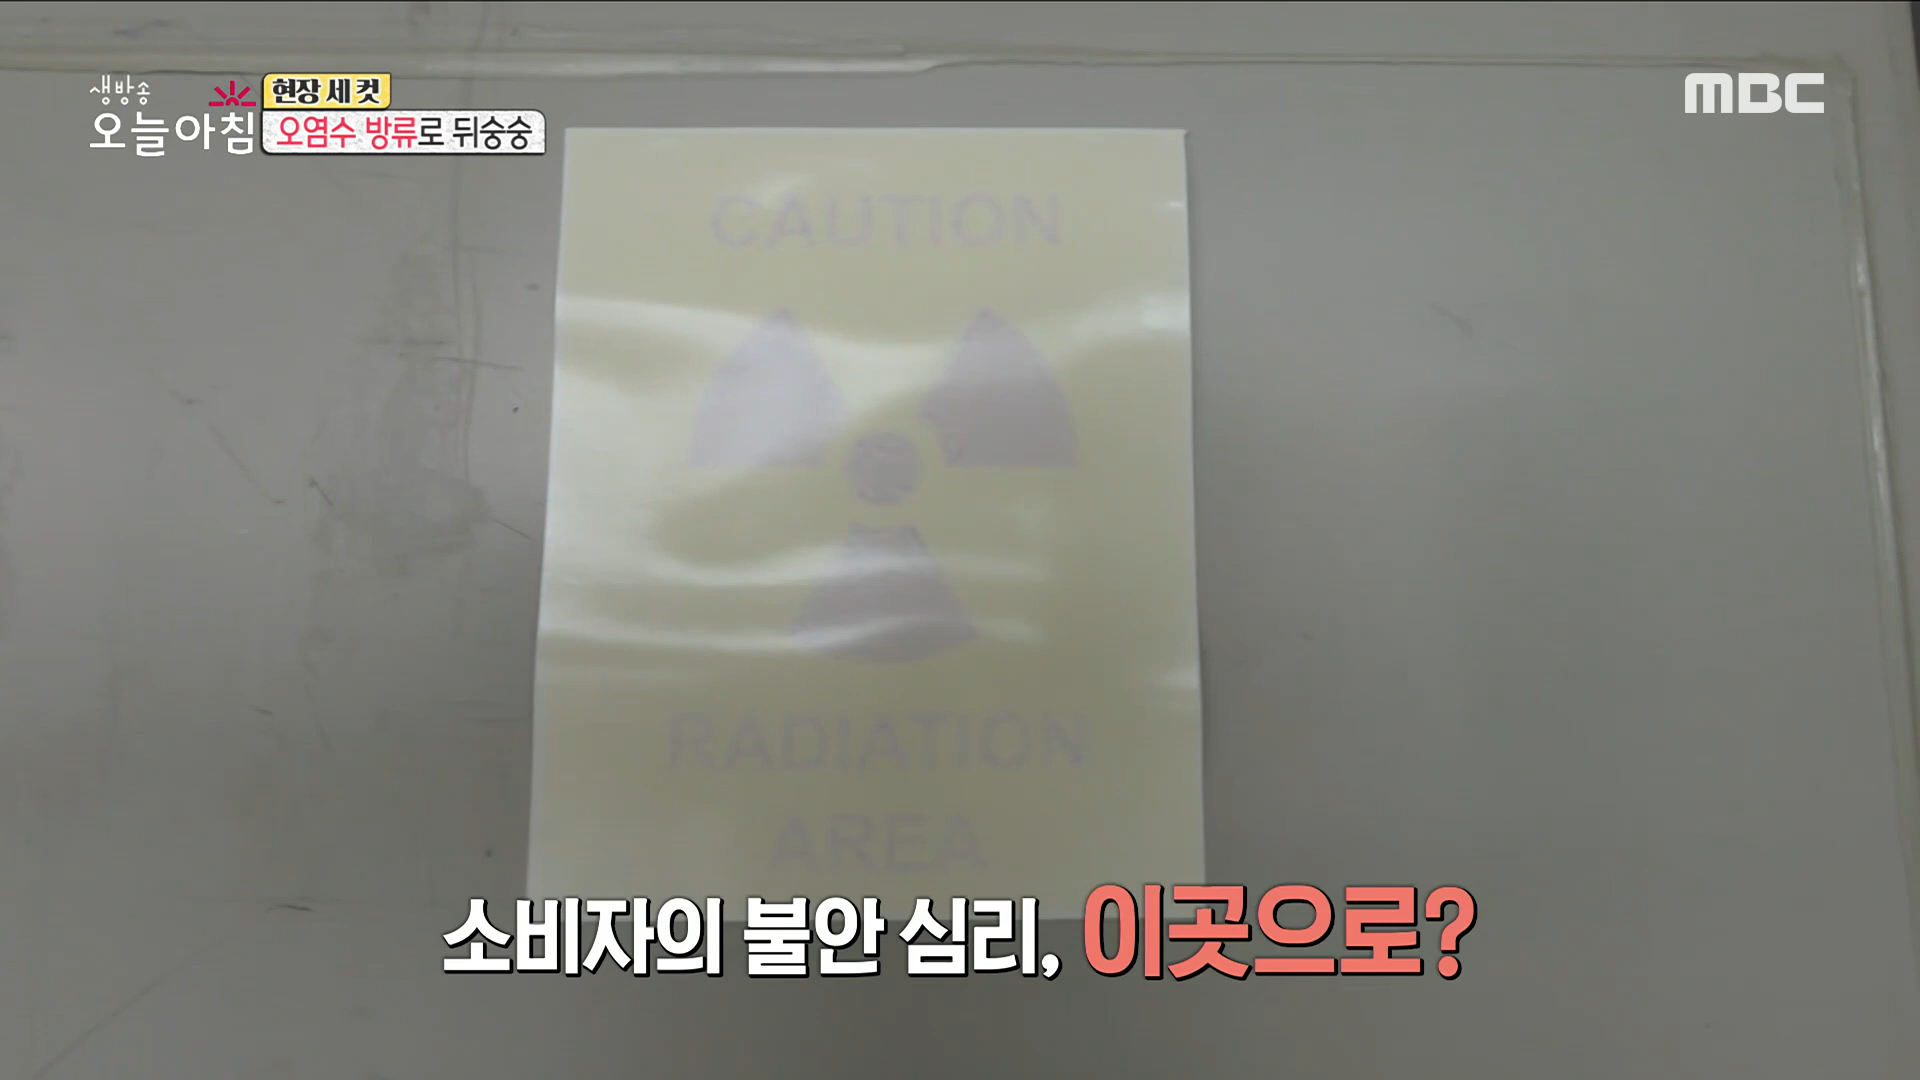 생방송
오늘아침
현장 세 컷
오염수 방류로 뒤숭숭
MBC
CAUTION
RADIATION
AREA
소비자의 불안 심리, 이곳으로?